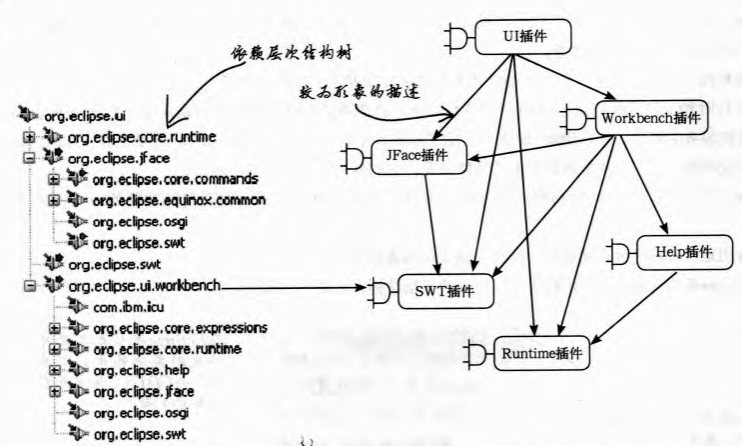 依赖层次结构树
较为形象的描述
org.eclipse.ui
org.eclipse.core.runtime
org.eclipse.jface
org.eclipse.core.commands
org.eclipse.equinox.common
org.eclipse.osgi
org.eclipse.swt
org.eclipse.swt
org.eclipse.ui.workbench
com.ibm.icu
org.eclipse.core.expressions
org.eclipse.core.runtime
org.eclipse.help
org.eclipse.jface
org.eclipse.osgi
org.eclipse.swt
UI插件
Workbench插件
JFace插件
Help插件
SWT插件
Runtime插件